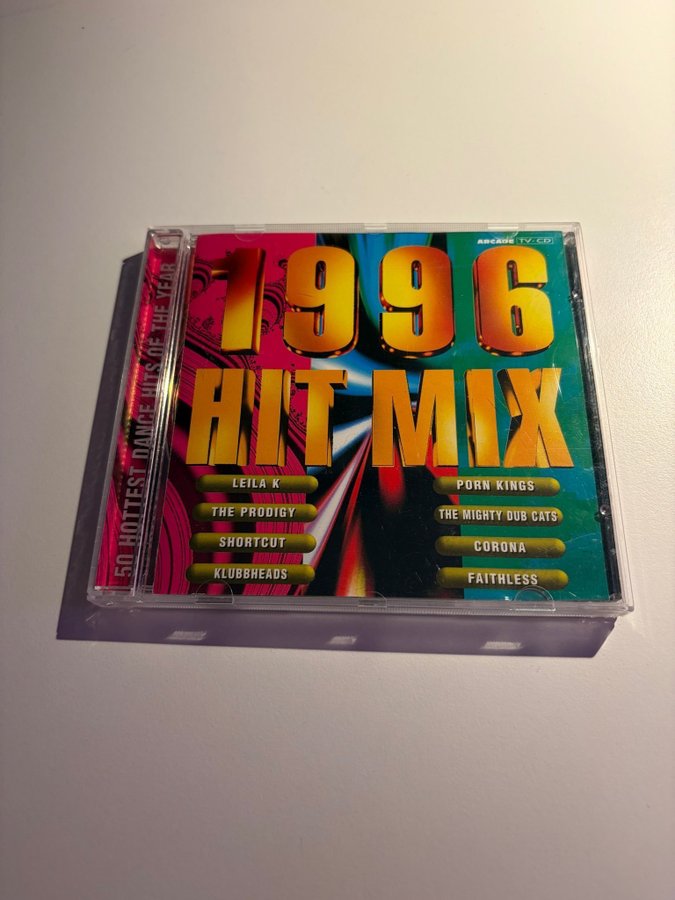 ARCADE TV-CD
1996
HIT MIX
LEILA K
THE PRODIGY
SHORTCUT
KLUBBHEADS
PORN KINGS
THE MIGHTY DUB CATS
CORONA
FAITHLESS
50 HOTTEST DANCE HITS OF THE YEAR